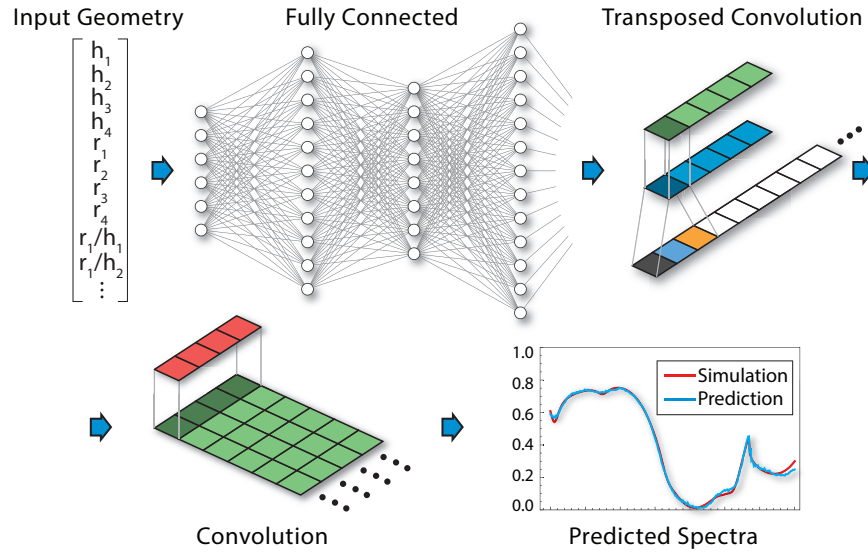 Input Geometry
Fully Connected
Transposed Convolution
h₁
h₂
h₃
h₄
r₁
r₂
r₃
r₄
r₁/h₁
r₁/h₂
⋮
1.0
0.8
0.6
0.4
0.2
0.0
Simulation
Prediction
Convolution
Predicted Spectra